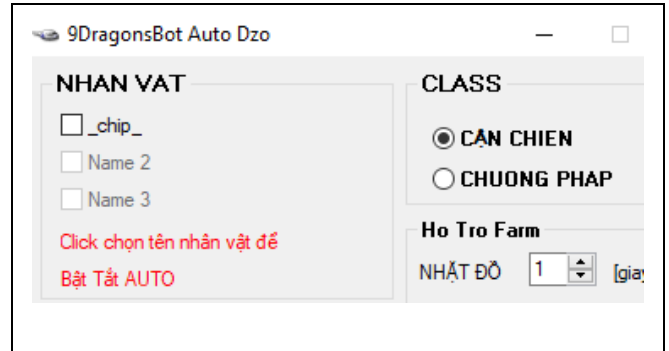 9DragonsBot Auto Dzo
NHAN VAT
_chip_
Name 2
Name 3
Click chọn tên nhân vật để
Bật Tắt AUTO
CLASS
CẬN CHIEN
CHUONG PHAP
Ho Tro Farm
NHẶT ĐỒ 1